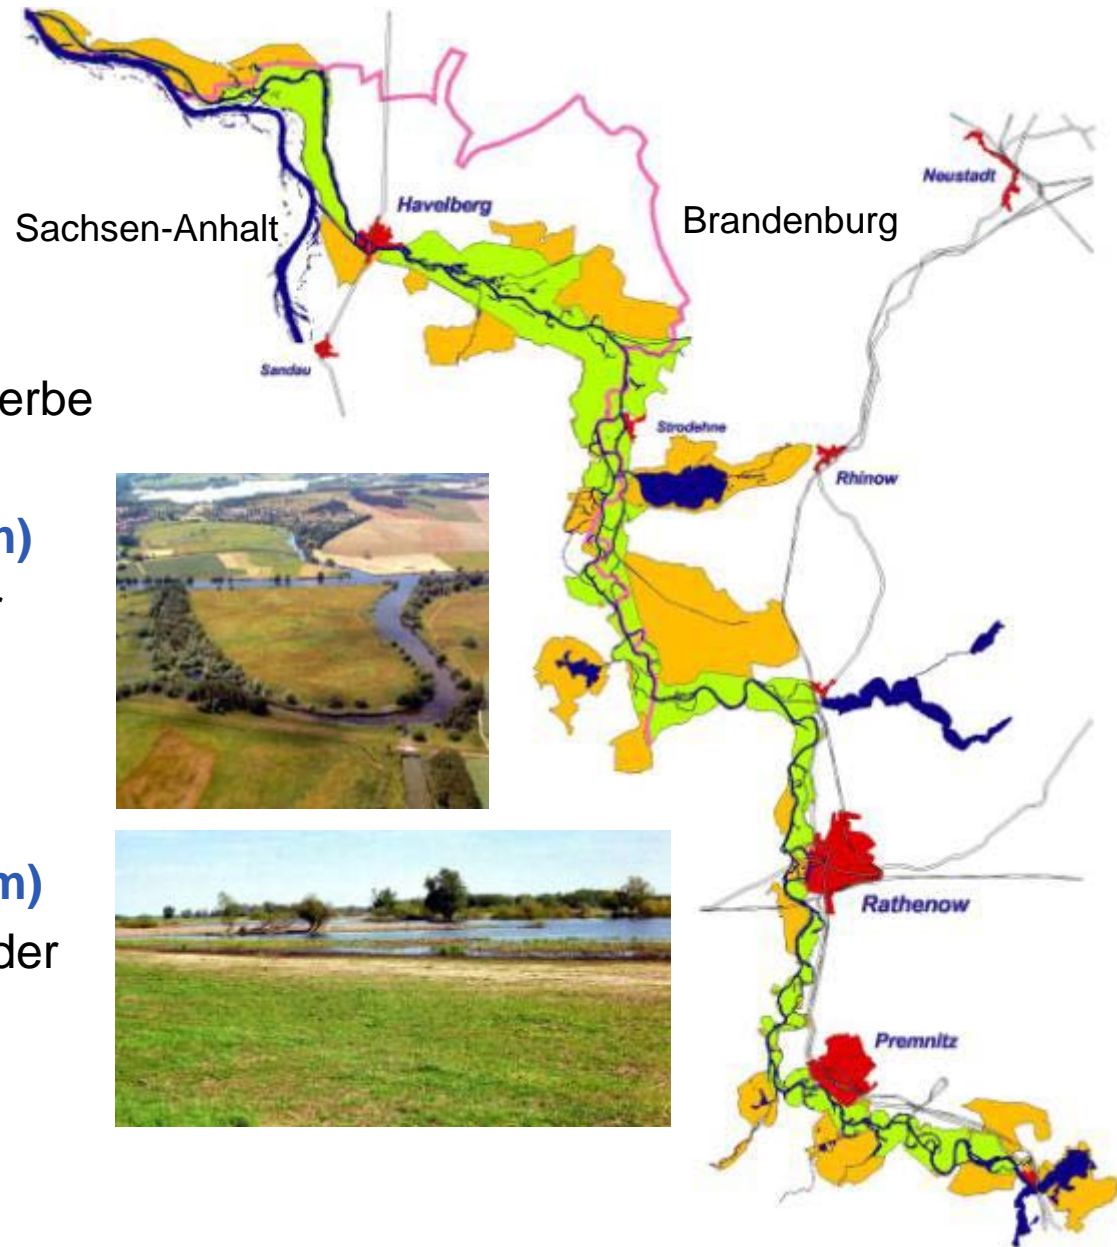 Havelberg
Neustadt
Sachsen-Anhalt
Brandenburg
Sandau
erbe
Strodehne
Rhinow
m)
der
Rathenow
Premnitz